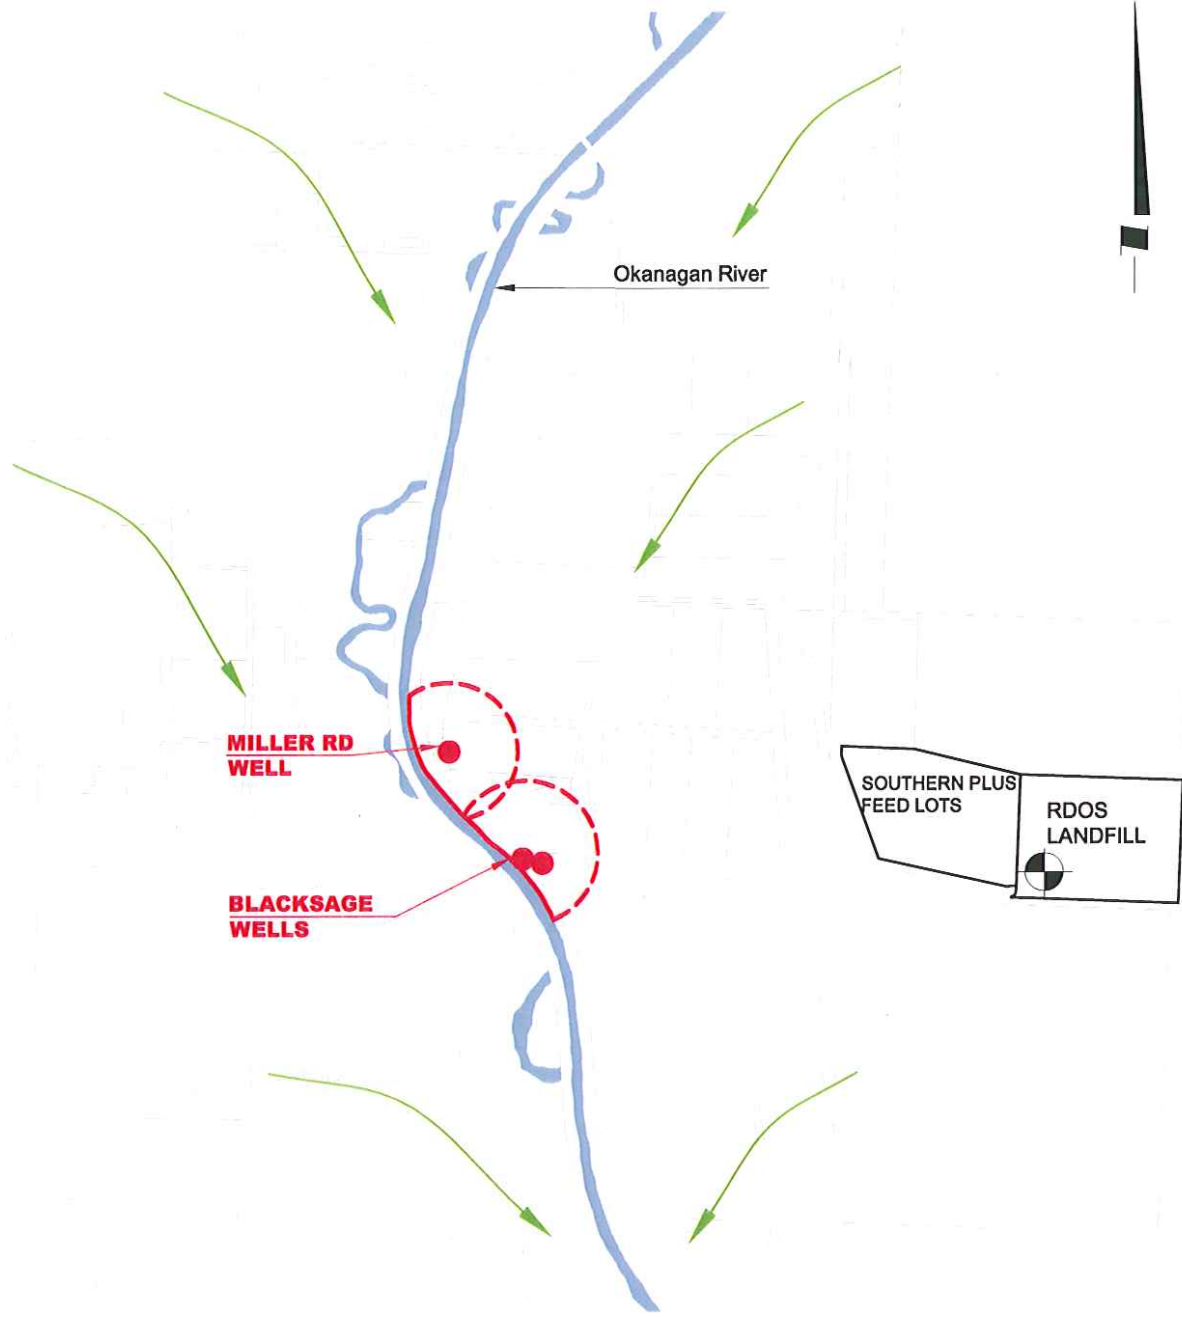 Okanagan River
MILLER RD
WELL
SOUTHERN PLUS
FEED LOTS
RDOS
LANDFILL
BLACKSAGE
WELLS